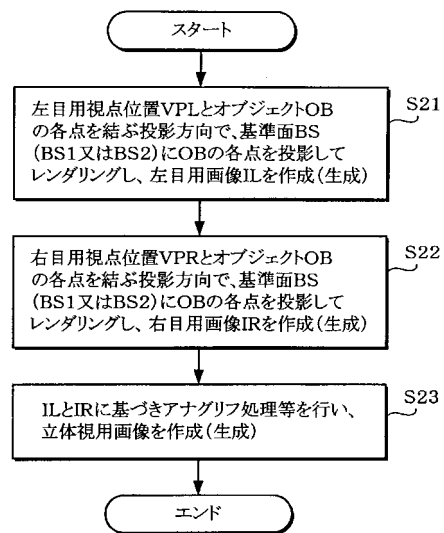 スタート
左目用視点位置VPLとオブジェクトOB
の各点を結ぶ投影方向で、基準面BS
(BS1又はBS2)にOBの各点を投影して
レンダリングし、左目用画像ILを作成(生成)
S21
右目用視点位置VPRとオブジェクトOB
の各点を結ぶ投影方向で、基準面BS
(BS1又はBS2)にOBの各点を投影して
レンダリングし、右目用画像IRを作成(生成)
S22
ILとIRに基づきアナグリフ処理等を行い、
立体視用画像を作成(生成)
S23
エンド